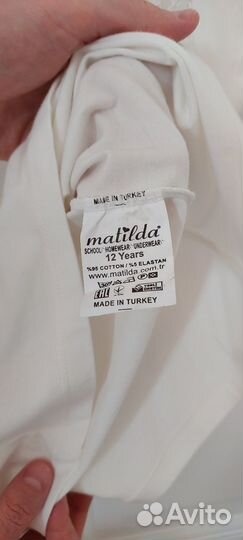 MADE IN TURKEY
matilda
SCHOOL HOMEWEAR UNDERWEAR
12 Years
%95 COTTON / %5 ELASTAN
www.matilda.com.tr
EAC
MADE IN TURKEY
Avito